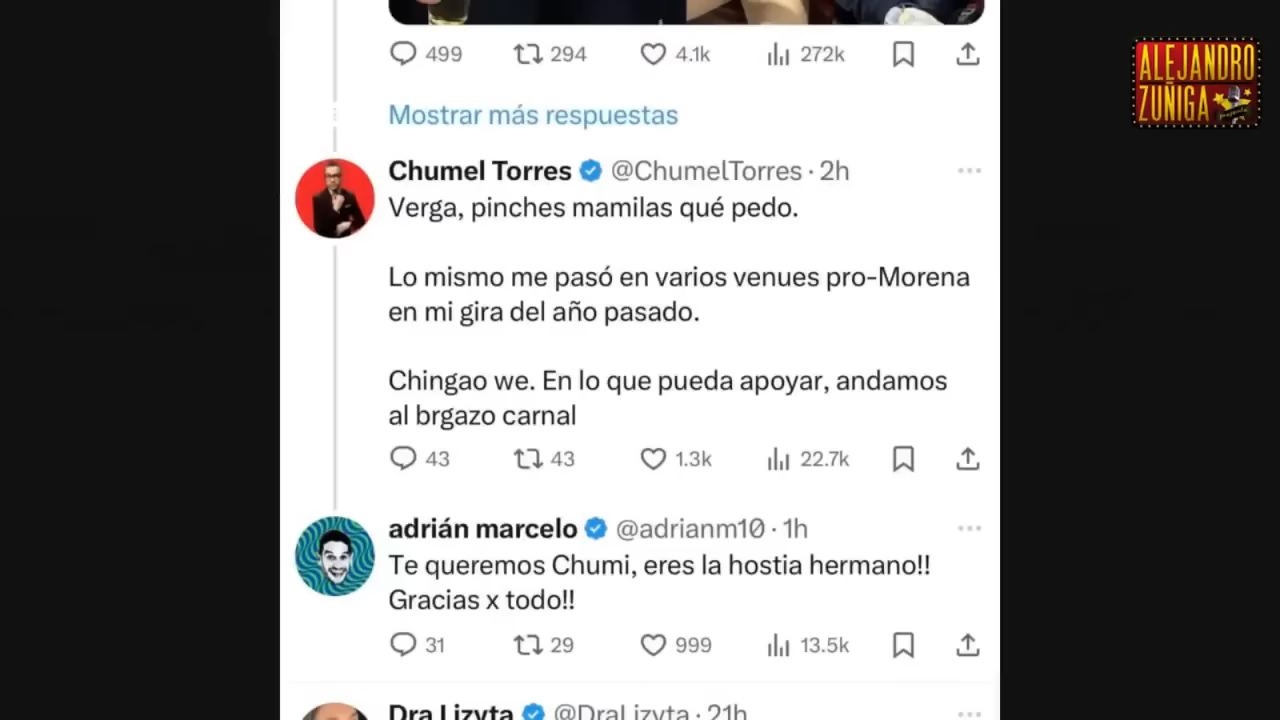 499 294 4.1k 272k
ALEJANDRO
ZUÑIGA
Mostrar más respuestas
Chumel Torres @ChumelTorres · 2h
Verga, pinches mamilas qué pedo.
Lo mismo me pasó en varios venues pro-Morena
en mi gira del año pasado.
Chingao we. En lo que pueda apoyar, andamos
al brgazo carnal
43 43 1.3k 22.7k
adrián marcelo @adrianm10 · 1h
Te queremos Chumi, eres la hostia hermano!!
Gracias x todo!!
31 29 999 13.5k
Dra Lizyta @DraLizyta · 21h